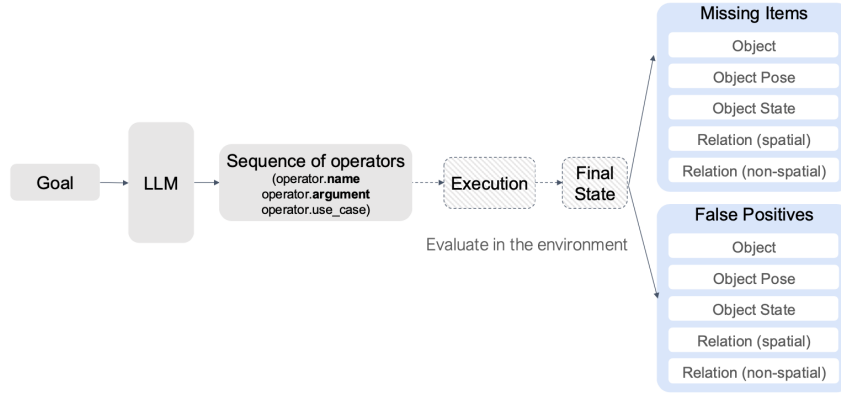 Goal
LLM
Sequence of operators
(operator.name
operator.argument
operator.use_case)
Execution
Final
State
Evaluate in the environment
Missing Items
Object
Object Pose
Object State
Relation (spatial)
Relation (non-spatial)
False Positives
Object
Object Pose
Object State
Relation (spatial)
Relation (non-spatial)